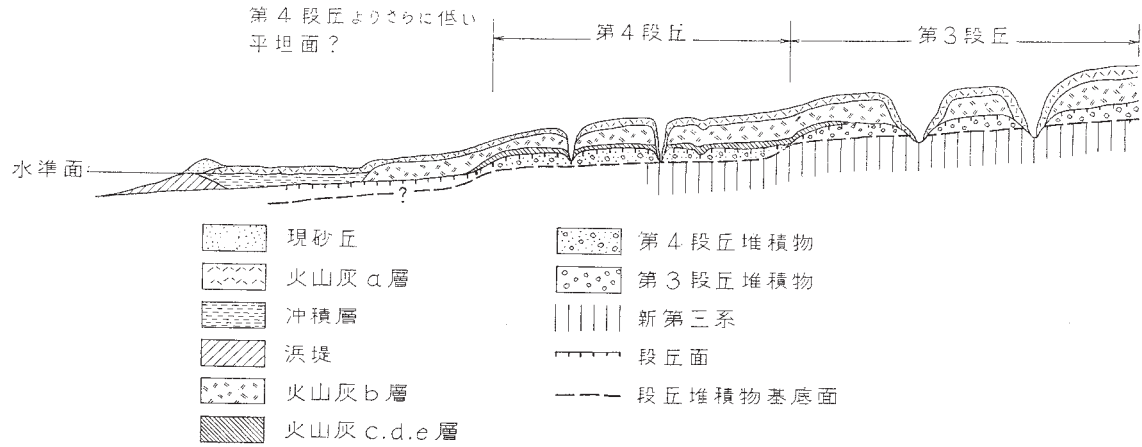 第4段丘よりさらに低い
平坦面?
第4段丘
第3段丘
水準面
?
現砂丘
火山灰a層
冲積層
浜堤
火山灰b層
火山灰c.d.e層
第4段丘堆積物
第3段丘堆積物
新第三系
段丘面
段丘堆積物基底面